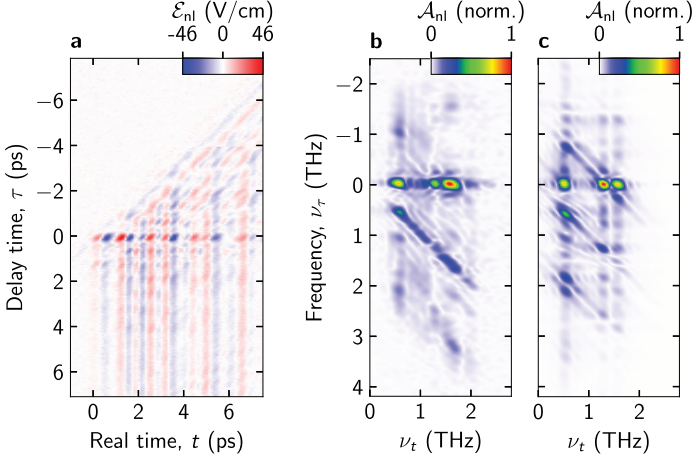 ℰnl (V/cm)
a -46 0 46
−6
−4
−2
0
2
4
6
Delay time, τ (ps)
0 2 4 6
Real time, t (ps)
𝒜nl (norm.)
b 0 1
−2
−1
0
1
2
3
4
Frequency, ντ (THz)
0 1 2
νt (THz)
𝒜nl (norm.)
c 0 1
0 1 2
νt (THz)